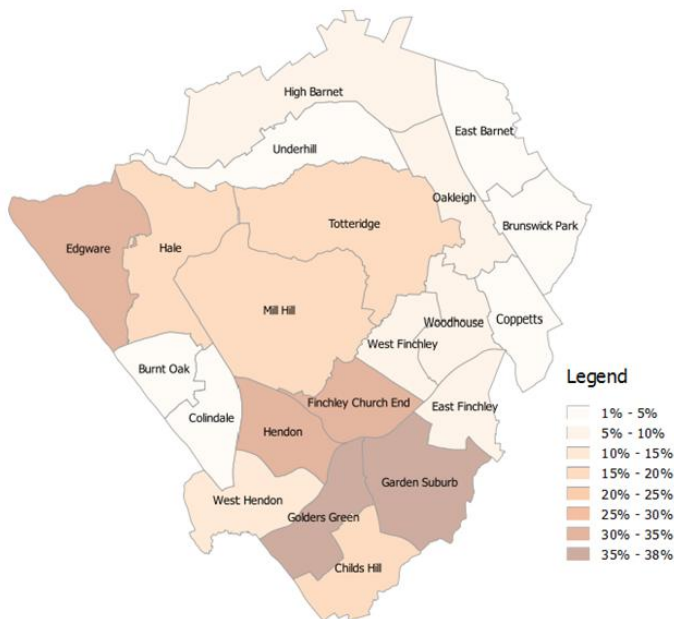 High Barnet
East Barnet
Underhill
Oakleigh
Totteridge
Brunswick Park
Edgware
Hale
Mill Hill
Coppetts
Woodhouse
West Finchley
Burnt Oak
Legend
Finchley Church End
East Finchley
Colindale
Hendon
1% - 5%
5% - 10%
10% - 15%
15% - 20%
20% - 25%
25% - 30%
30% - 35%
35% - 38%
Garden Suburb
West Hendon
Golders Green
Childs Hill